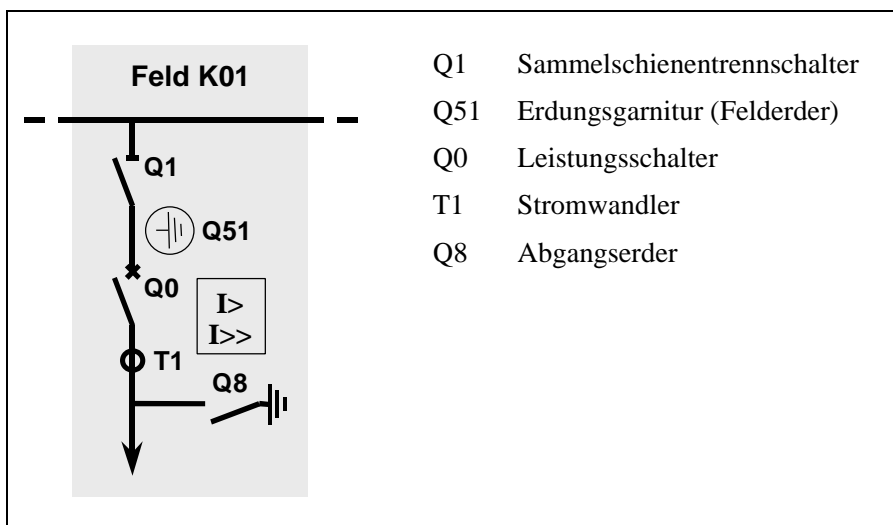 Feld K01
Q1
Q51
Q0
I>
I>>
T1
Q8
Q1 Sammelschienentrennschalter
Q51 Erdungsgarnitur (Felderder)
Q0 Leistungsschalter
T1 Stromwandler
Q8 Abgangserder